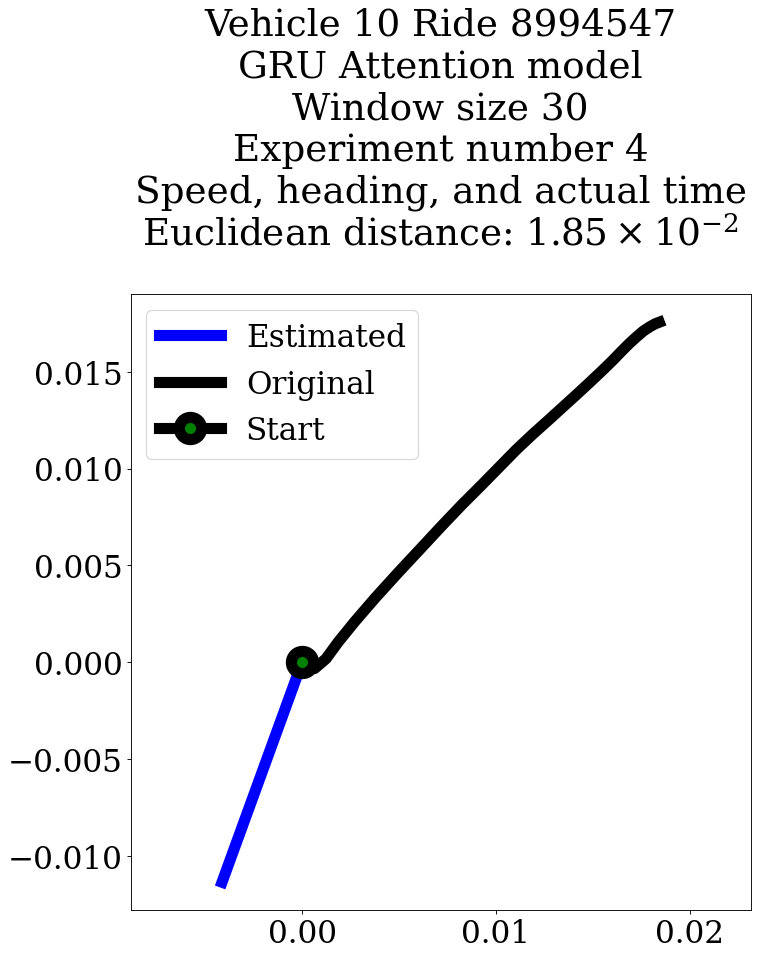 Vehicle 10 Ride 8994547
GRU Attention model
Window size 30
Experiment number 4
Speed, heading, and actual time
Euclidean distance: 1.85 × 10⁻²
Estimated
Original
Start
0.015
0.010
0.005
0.000
−0.005
−0.010
0.00
0.01
0.02